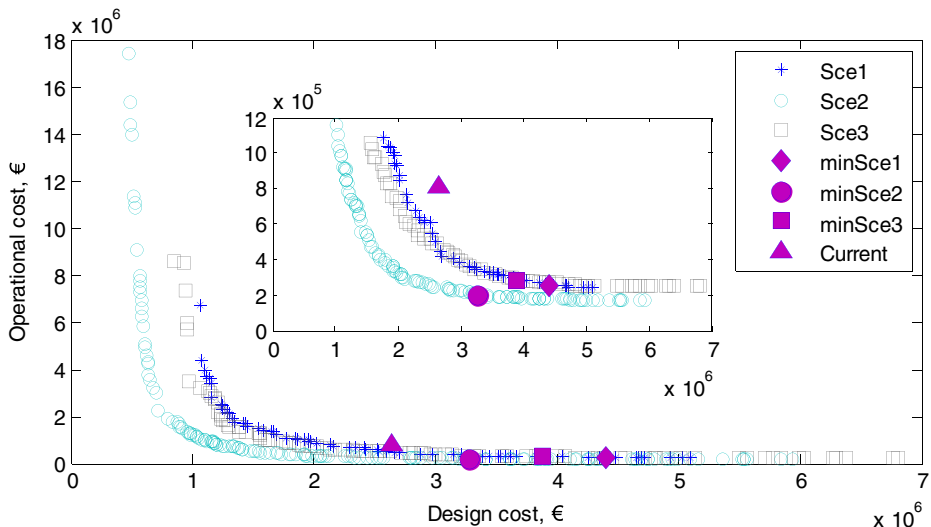 x 10^6
18
16
14
12
10
8
6
4
2
0
Operational cost, €
0 1 2 3 4 5 6 7
x 10^6
Design cost, €
x 10^5
12
10
8
6
4
2
0
0 1 2 3 4 5 6 7
x 10^6
Sce1
Sce2
Sce3
minSce1
minSce2
minSce3
Current